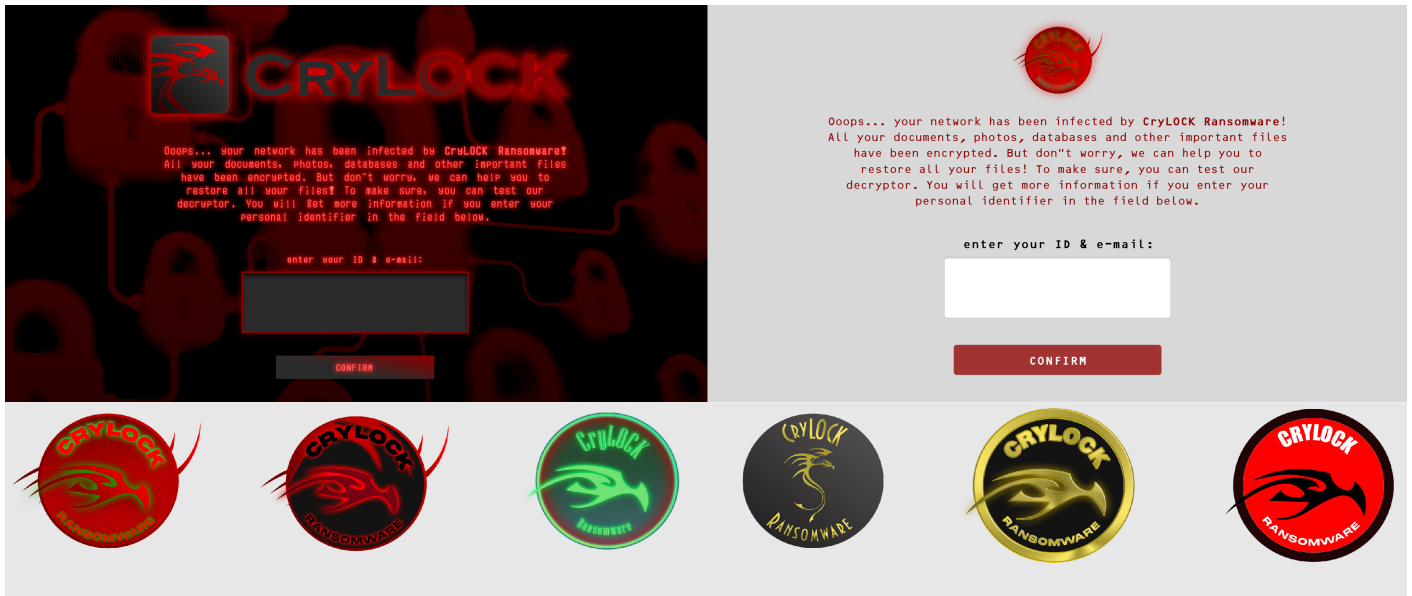 CRYLOCK
Ooops... your network has been infected by CryLOCK Ransomware!
All your documents, photos, databases and other important files
have been encrypted. But don"t worry, we can help you to
restore all your files! To make sure, you can test our
decryptor. You will get more information if you enter your
personal identifier in the field below.
enter your ID & e-mail:
CONFIRM
CRYLOCK
Ooops... your network has been infected by CryLOCK Ransomware!
All your documents, photos, databases and other important files
have been encrypted. But don"t worry, we can help you to
restore all your files! To make sure, you can test our
decryptor. You will get more information if you enter your
personal identifier in the field below.
enter your ID & e-mail:
CONFIRM
CRYLOCK
RANSOMWARE
CRYLOCK
RANSOMWARE
CryLOCK
Ransomware
CRYLOCK
RANSOMWARE
CRYLOCK
RANSOMWARE
CRYLOCK
RANSOMWARE